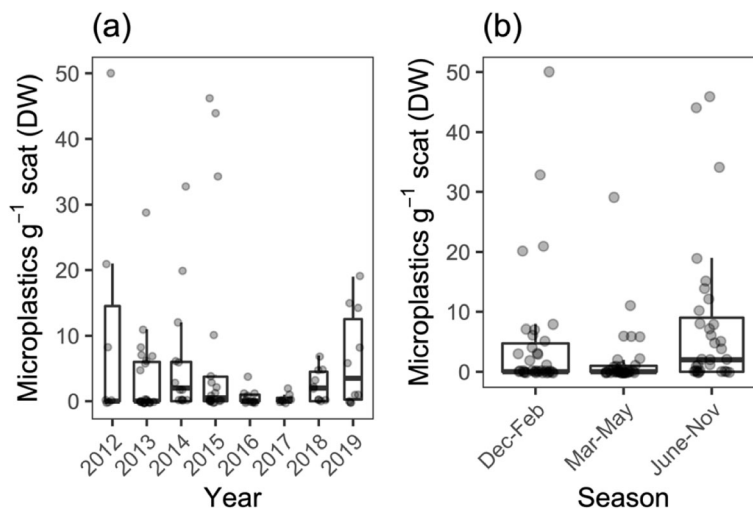 (a)
Microplastics g⁻¹ scat (DW)
50
40
30
20
10
0
2012
2013
2014
2015
2016
2017
2018
2019
Year
(b)
Microplastics g⁻¹ scat (DW)
50
40
30
20
10
0
Dec-Feb
Mar-May
June-Nov
Season